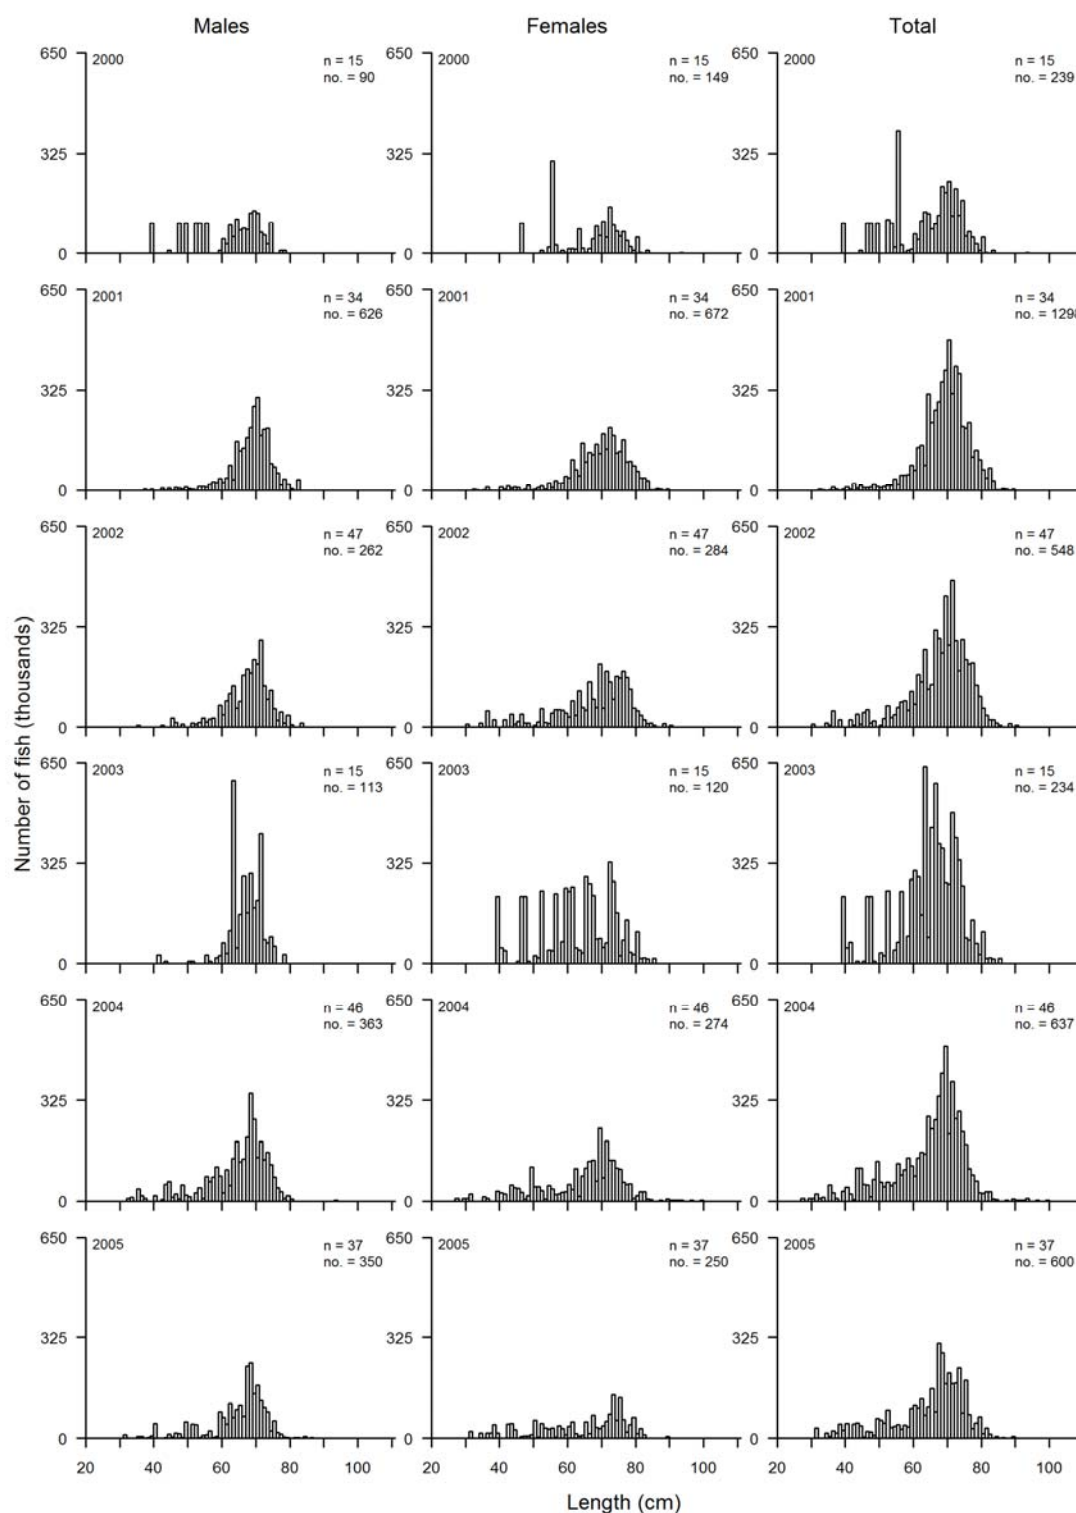 Males Females Total
650 2000 n = 15 650 2000 n = 15 650 2000 n = 15
no. = 90 no. = 149 no. = 239
325 325 325
0 0 0
650 2001 n = 34 650 2001 n = 34 650 2001 n = 34
no. = 626 no. = 672 no. = 1298
325 325 325
0 0 0
650 2002 n = 47 650 2002 n = 47 650 2002 n = 47
no. = 262 no. = 284 no. = 548
325 325 325
0 0 0
Number of fish (thousands)
650 2003 n = 15 650 2003 n = 15 650 2003 n = 15
no. = 113 no. = 120 no. = 234
325 325 325
0 0 0
650 2004 n = 46 650 2004 n = 46 650 2004 n = 46
no. = 363 no. = 274 no. = 637
325 325 325
0 0 0
650 2005 n = 37 650 2005 n = 37 650 2005 n = 37
no. = 350 no. = 250 no. = 600
325 325 325
0 0 0
20 40 60 80 100 20 40 60 80 100 20 40 60 80 100
Length (cm)